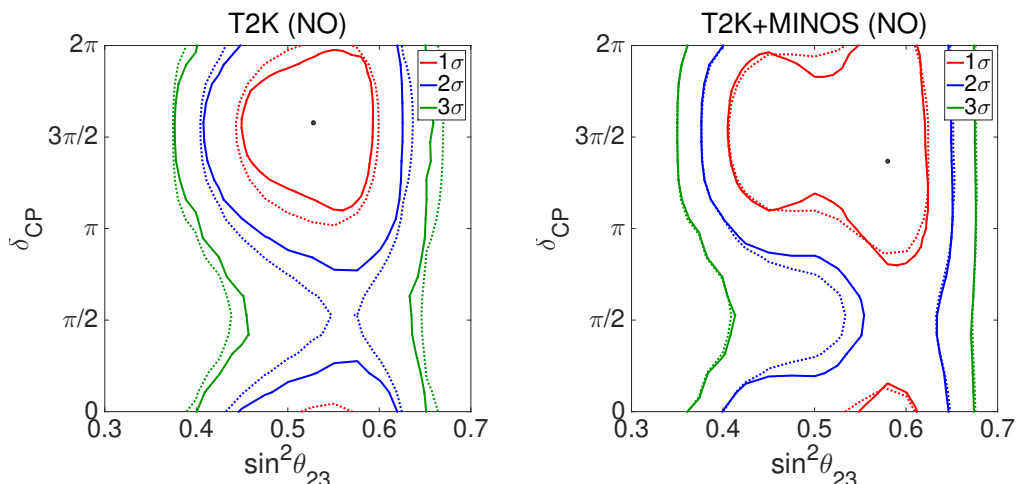 T2K (NO)
2π
3π/2
π
π/2
0
δCP
0.3 0.4 0.5 0.6 0.7
sin²θ23
1σ
2σ
3σ
T2K+MINOS (NO)
2π
3π/2
π
π/2
0
δCP
0.3 0.4 0.5 0.6 0.7
sin²θ23
1σ
2σ
3σ